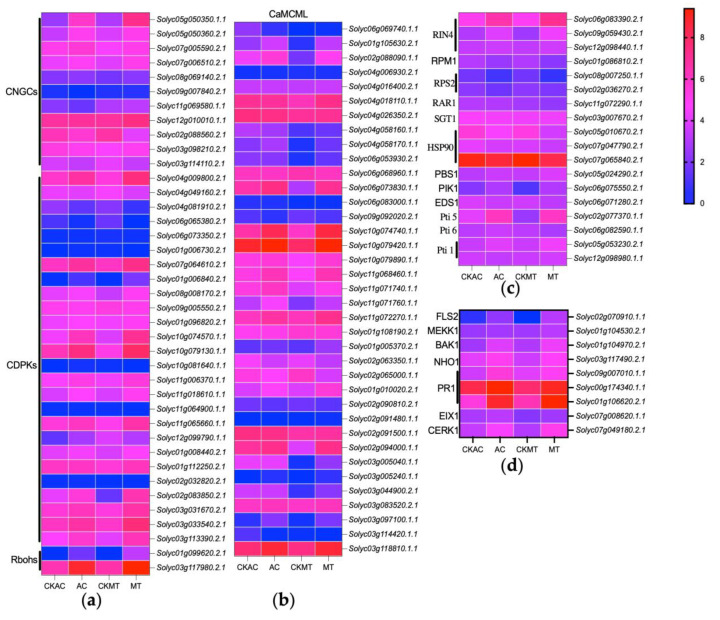 CNGCs
CDPKs
Rbohs
Solyc05g050350.1.1
Solyc05g050360.2.1
Solyc07g005590.2.1
Solyc07g006510.2.1
Solyc08g069140.2.1
Solyc09g007840.2.1
Solyc11g069580.1.1
Solyc12g010010.1.1
Solyc02g088560.2.1
Solyc03g098210.2.1
Solyc03g114110.2.1
Solyc04g009800.2.1
Solyc04g049160.2.1
Solyc04g081910.2.1
Solyc06g065380.2.1
Solyc06g073350.2.1
Solyc01g006730.2.1
Solyc07g064610.2.1
Solyc01g006840.2.1
Solyc08g008170.2.1
Solyc09g005550.2.1
Solyc01g096820.2.1
Solyc10g074570.1.1
Solyc10g079130.1.1
Solyc10g081640.1.1
Solyc11g006370.1.1
Solyc11g018610.1.1
Solyc11g064900.1.1
Solyc11g065660.1.1
Solyc12g099790.1.1
Solyc01g008440.2.1
Solyc01g112250.2.1
Solyc02g032820.2.1
Solyc02g083850.2.1
Solyc03g031670.2.1
Solyc03g033540.2.1
Solyc03g113390.2.1
Solyc01g099620.2.1
Solyc03g117980.2.1
CKAC AC CKMT MT
(a)
CaMCML
Solyc06g069740.1.1
Solyc01g105630.2.1
Solyc02g088090.1.1
Solyc04g006930.2.1
Solyc04g016400.2.1
Solyc04g018110.1.1
Solyc04g026350.2.1
Solyc04g058160.1.1
Solyc04g058170.1.1
Solyc06g053930.2.1
Solyc06g068960.1.1
Solyc06g073830.1.1
Solyc06g083000.1.1
Solyc09g092020.2.1
Solyc10g074740.1.1
Solyc10g079420.1.1
Solyc10g079890.1.1
Solyc11g068460.1.1
Solyc11g071740.1.1
Solyc11g071760.1.1
Solyc11g072270.1.1
Solyc01g108190.2.1
Solyc01g005370.2.1
Solyc02g063350.2.1
Solyc02g065000.1.1
Solyc01g010020.2.1
Solyc02g090810.2.1
Solyc02g091480.1.1
Solyc02g091500.1.1
Solyc02g094000.1.1
Solyc03g005040.1.1
Solyc03g005240.1.1
Solyc03g044900.2.1
Solyc03g083520.2.1
Solyc03g097100.1.1
Solyc03g114420.1.1
Solyc03g118810.1.1
CKAC AC CKMT MT
(b)
RIN4
RPM1
RPS2
RAR1
SGT1
HSP90
PBS1
PIK1
EDS1
Pti 5
Pti 6
Pti 1
Solyc06g083390.2.1
Solyc09g059430.2.1
Solyc12g098440.1.1
Solyc01g086810.2.1
Solyc08g007250.1.1
Solyc02g036270.2.1
Solyc11g072290.1.1
Solyc03g007670.2.1
Solyc05g010670.2.1
Solyc07g047790.2.1
Solyc07g065840.2.1
Solyc05g024290.2.1
Solyc06g075550.2.1
Solyc06g071280.2.1
Solyc02g077370.1.1
Solyc06g082590.1.1
Solyc05g053230.2.1
Solyc12g098980.1.1
CKAC AC CKMT MT
(c)
8
6
4
2
0
FLS2
MEKK1
BAK1
NHO1
PR1
EIX1
CERK1
Solyc02g070910.1.1
Solyc01g104530.2.1
Solyc01g104970.2.1
Solyc03g117490.2.1
Solyc09g007010.1.1
Solyc00g174340.1.1
Solyc01g106620.2.1
Solyc07g008620.1.1
Solyc07g049180.2.1
CKAC AC CKMT MT
(d)